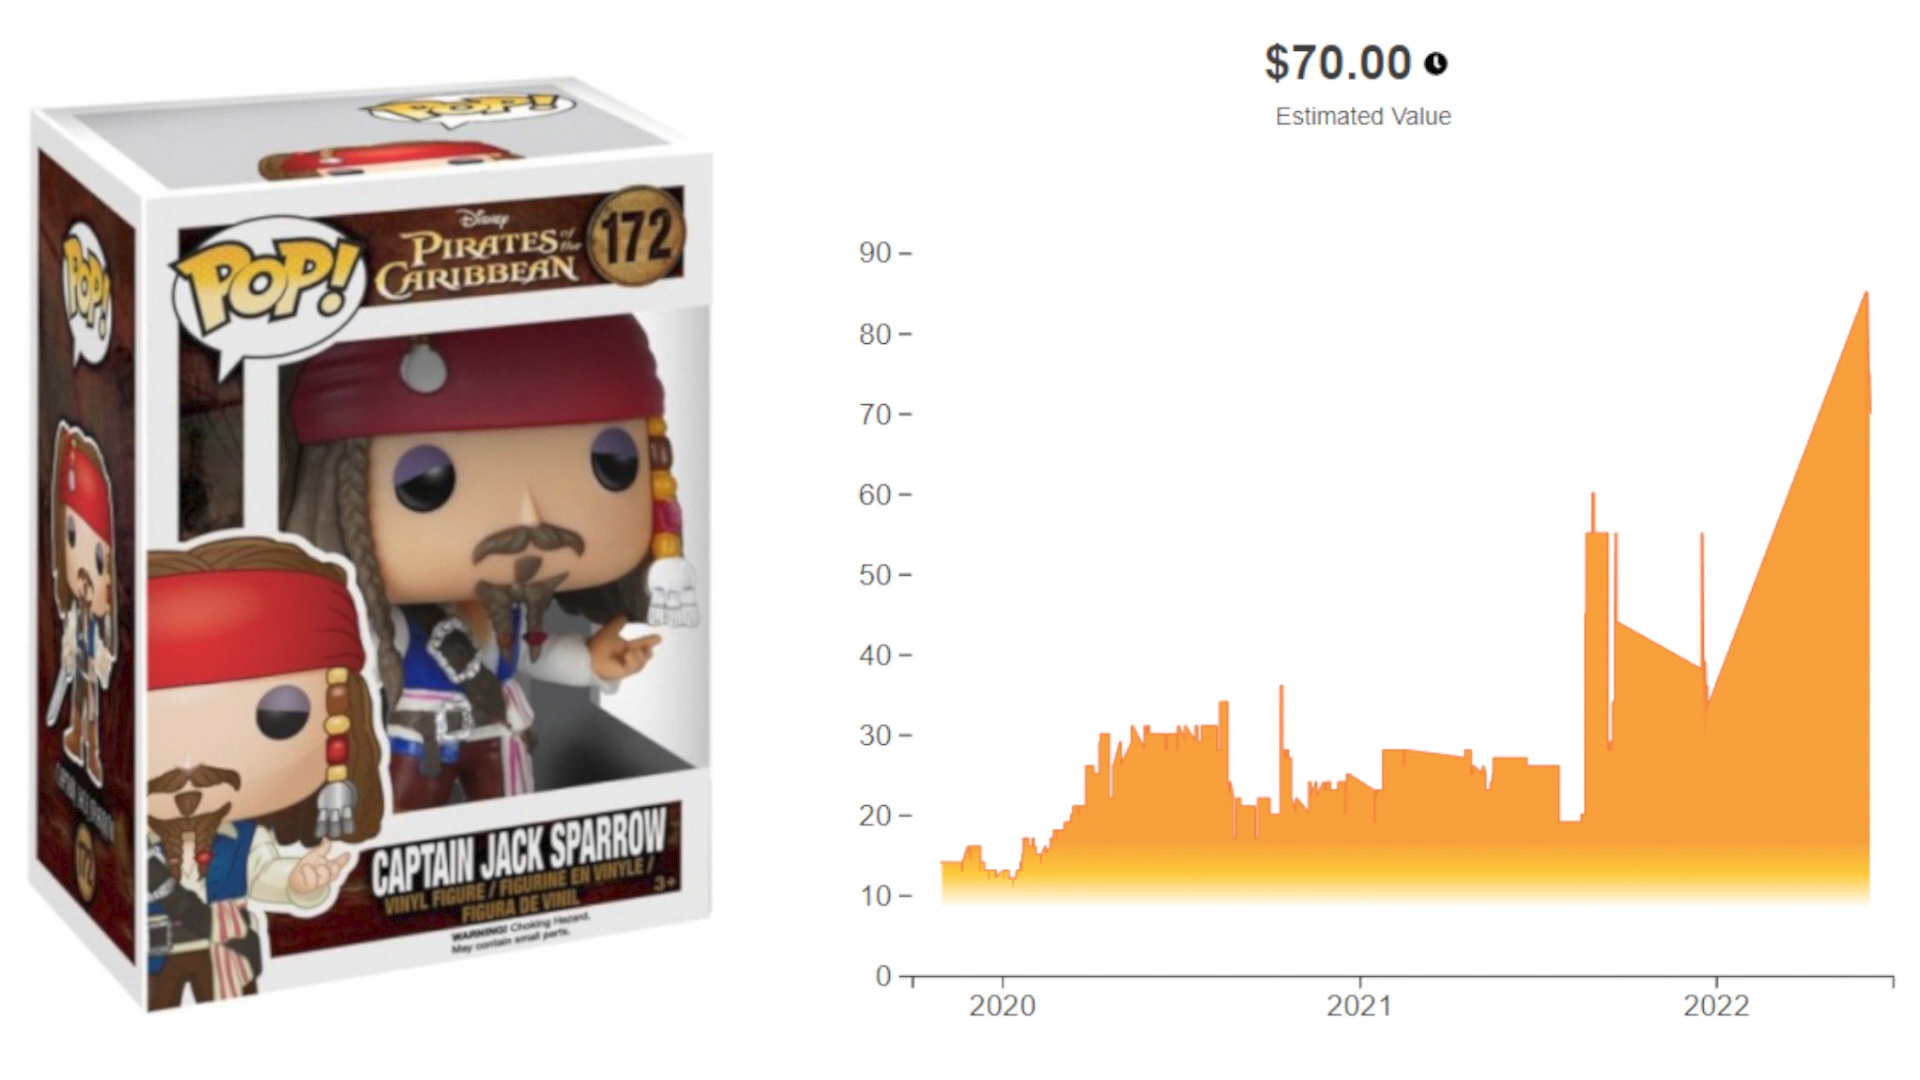 POP!
Disney
PIRATES of the
CARIBBEAN
172
POP!
POP!
172
CAPTAIN JACK SPARROW
VINYL FIGURE / FIGURINE EN VINYLE /
FIGURA DE VINIL
3+
WARNING! Choking Hazard.
May contain small parts.
$70.00
Estimated Value
90
80
70
60
50
40
30
20
10
0
2020
2021
2022